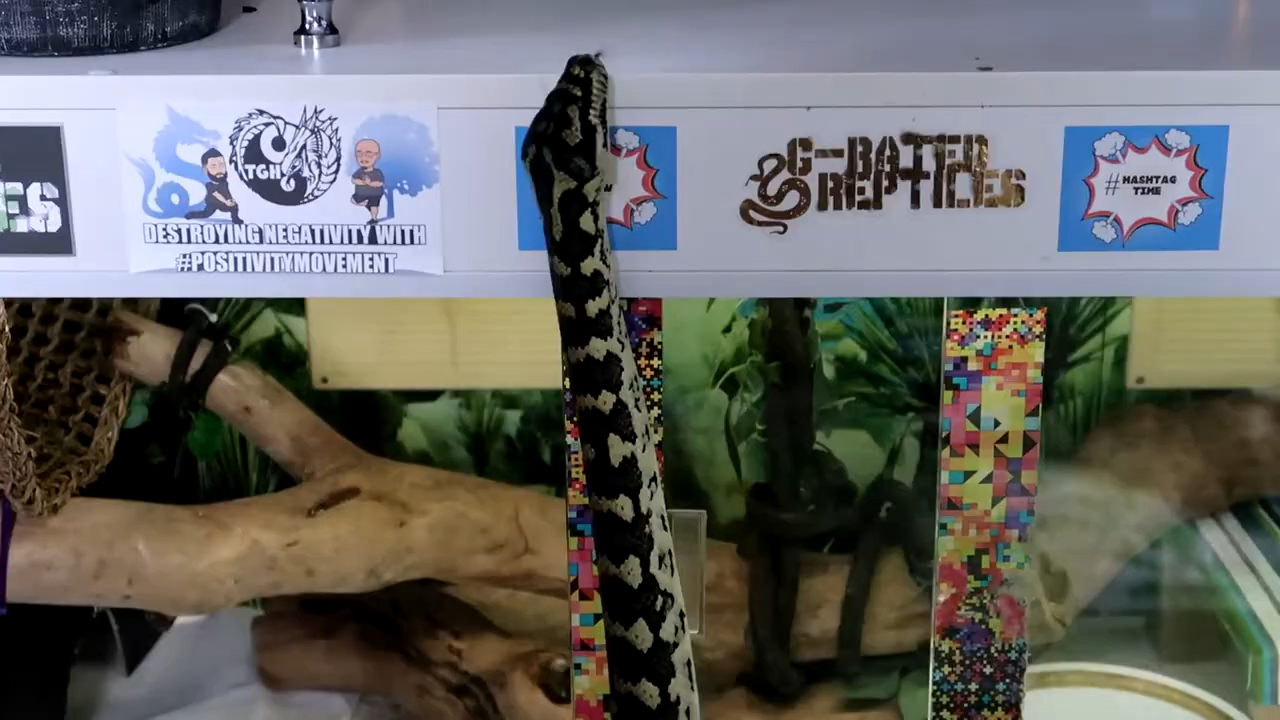 ES
TGH
DESTROYING NEGATIVITY WITH
#POSITIVITYMOVEMENT
G-RATED
REPTILES
#HASHTAG
TIME